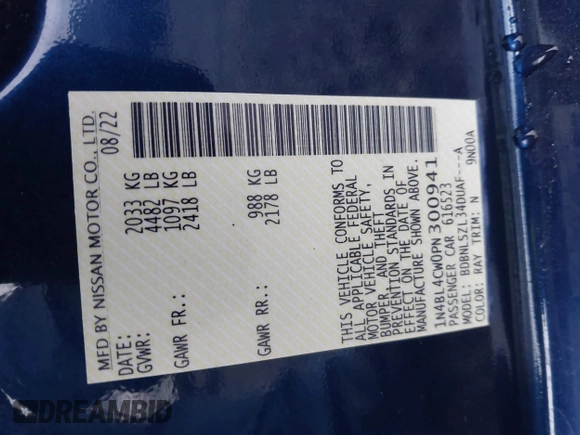 MFD BY NISSAN MOTOR CO., LTD.
DATE: 08/22
GVWR: 2033 KG
4482 LB
GAWR FR.: 1097 KG
2418 LB
GAWR RR.: 988 KG
2178 LB
THIS VEHICLE CONFORMS TO
ALL APPLICABLE FEDERAL
MOTOR VEHICLE SAFETY,
BUMPER, AND THEFT
PREVENTION STANDARDS IN
EFFECT ON THE DATE OF
MANUFACTURE SHOWN ABOVE.
1N4BL4CW0PN300941
PASSENGER CAR 616523
MODEL: BDBNLSZL34DUAF---A
COLOR: RAY TRIM: N 9N00A
DREAMBID